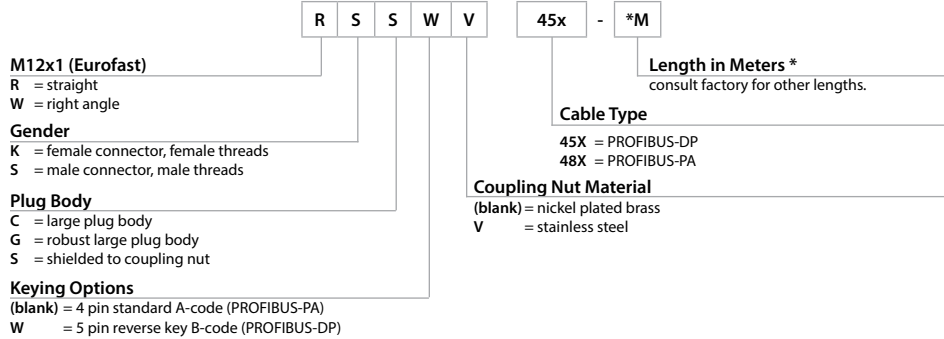 R S S W V 45x - *M
M12x1 (Eurofast)
R = straight
W = right angle
Gender
K = female connector, female threads
S = male connector, male threads
Plug Body
C = large plug body
G = robust large plug body
S = shielded to coupling nut
Keying Options
(blank) = 4 pin standard A-code (PROFIBUS-PA)
W = 5 pin reverse key B-code (PROFIBUS-DP)
Length in Meters *
consult factory for other lengths.
Cable Type
45X = PROFIBUS-DP
48X = PROFIBUS-PA
Coupling Nut Material
(blank) = nickel plated brass
V = stainless steel